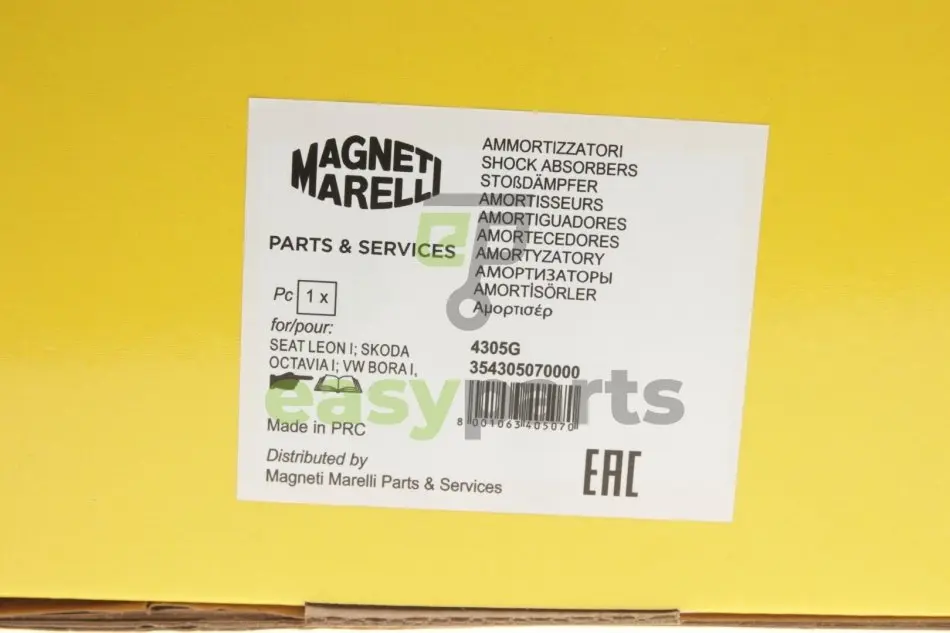 MAGNETI
MARELLI
PARTS & SERVICES
AMMORTIZZATORI
SHOCK ABSORBERS
STOßDÄMPFER
AMORTISSEURS
AMORTIGUADORES
AMORTECEDORES
AMORTYZATORY
АМОРТИЗАТОРЫ
AMORTİSÖRLER
Αμορτισέρ
Pc 1 x
for/pour:
SEAT LEON I; SKODA
OCTAVIA I; VW BORA I,
4305G
354305070000
8 001063 405070
easyparts
Made in PRC
Distributed by
Magneti Marelli Parts & Services
EAC